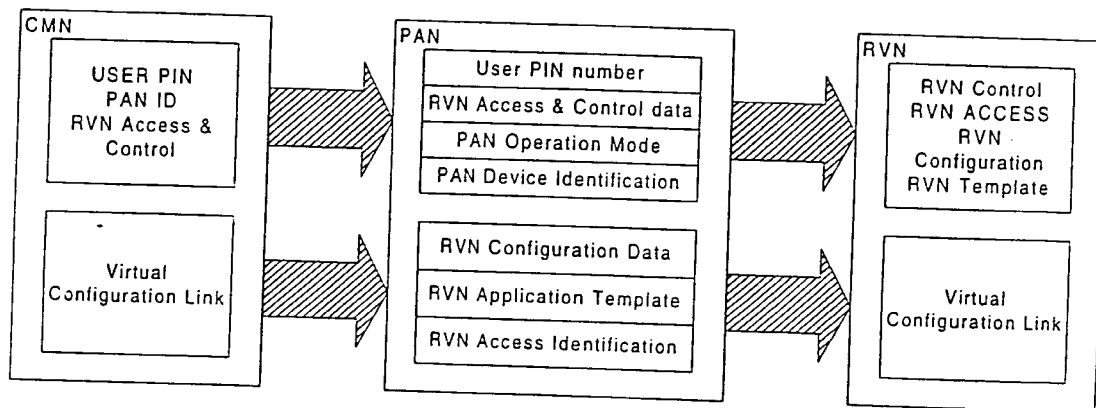 CMN
USER PIN
PAN ID
RVN Access &
Control
Virtual
Configuration Link
PAN
User PIN number
RVN Access & Control data
PAN Operation Mode
PAN Device Identification
RVN Configuration Data
RVN Application Template
RVN Access Identification
RVN
RVN Control
RVN ACCESS
RVN
Configuration
RVN Template
Virtual
Configuration Link